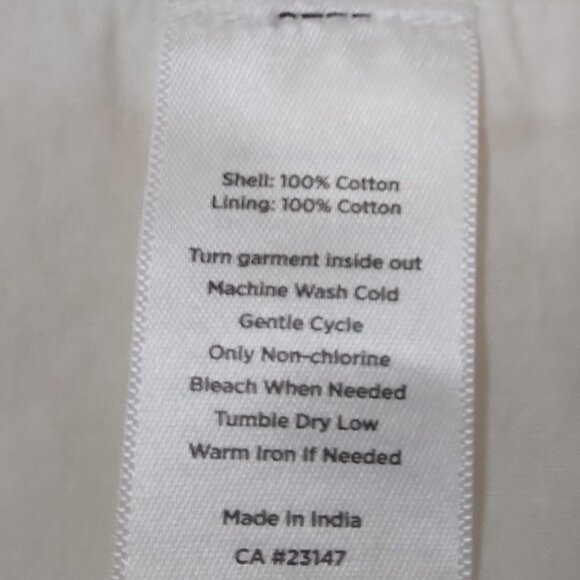 Shell: 100% Cotton
Lining: 100% Cotton
Turn garment inside out
Machine Wash Cold
Gentle Cycle
Only Non-chlorine
Bleach When Needed
Tumble Dry Low
Warm Iron If Needed
Made In India
CA #23147